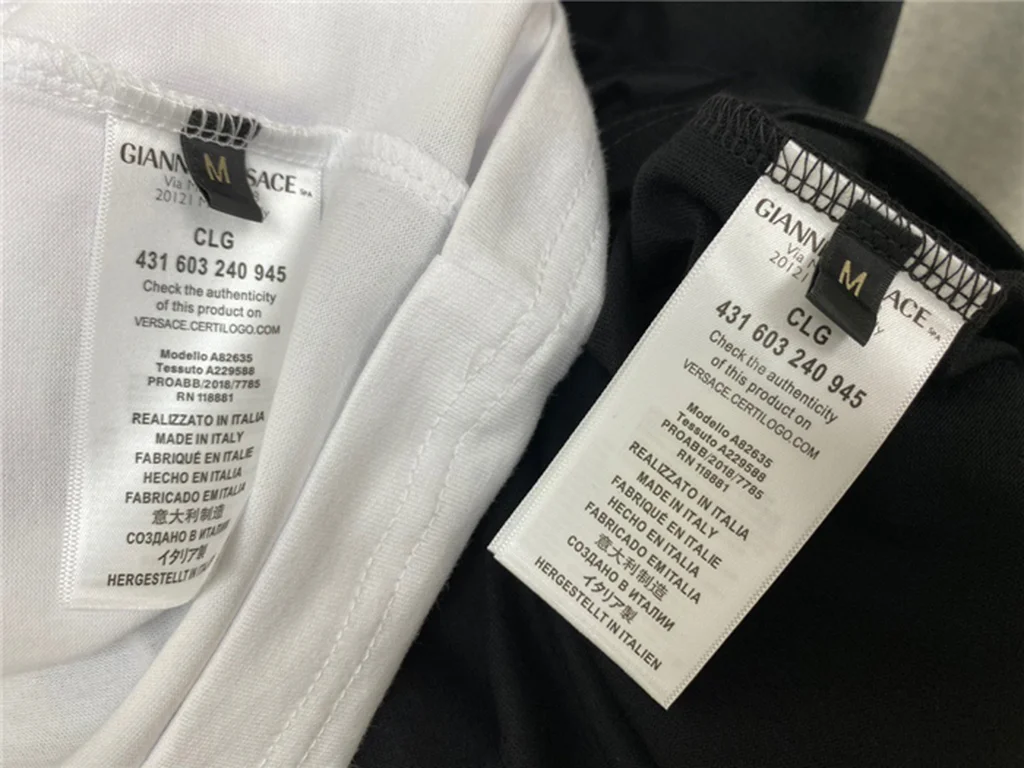 M
GIANN SACE SpA
Via
20121
CLG
431 603 240 945
Check the authenticity
of this product on
VERSACE.CERTILOGO.COM
Modello A82635
Tessuto A229588
PROABB/2018/7785
RN 118881
REALIZZATO IN ITALIA
MADE IN ITALY
FABRIQUÉ EN ITALIE
HECHO EN ITALIA
FABRICADO EM ITALIA
意大利制造
СОЗДАНО В ИТАЛИИ
イタリア製
HERGESTELLT IN ITA
M
GIANN ACE SpA
Via
2012
CLG
431 603 240 945
Check the authenticity
of this product on
VERSACE.CERTILOGO.COM
Modello A82635
Tessuto A229588
PROABB/2018/7785
RN 118881
REALIZZATO IN ITALIA
MADE IN ITALY
FABRIQUÉ EN ITALIE
HECHO EN ITALIA
FABRICADO EM ITALIA
意大利制造
СОЗДАНО В ИТАЛИИ
イタリア製
HERGESTELLT IN ITALIEN